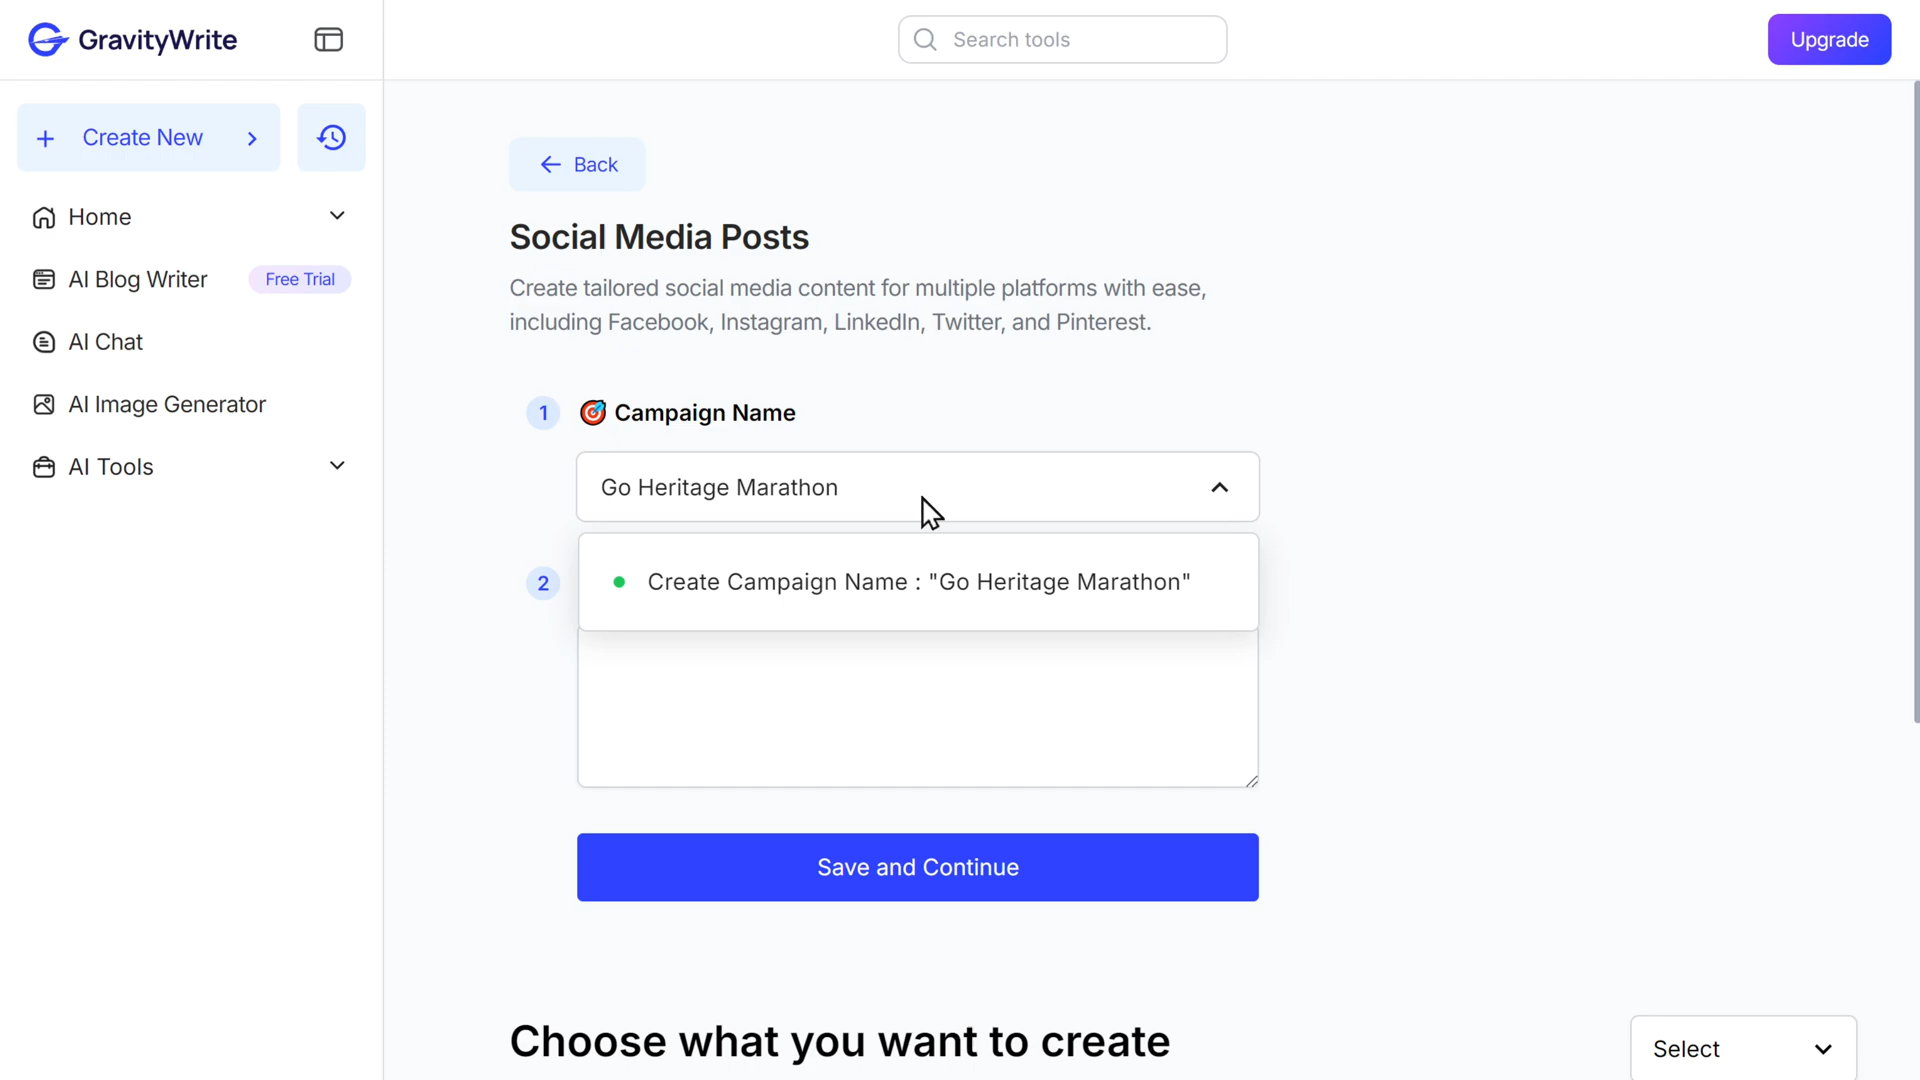 GravityWrite
Search tools
Upgrade
Create New
Home
AI Blog Writer
Free Trial
AI Chat
AI Image Generator
AI Tools
Back
Social Media Posts
Create tailored social media content for multiple platforms with ease,
including Facebook, Instagram, LinkedIn, Twitter, and Pinterest.
1
Campaign Name
Go Heritage Marathon
2
Create Campaign Name : "Go Heritage Marathon"
Save and Continue
Choose what you want to create
Select